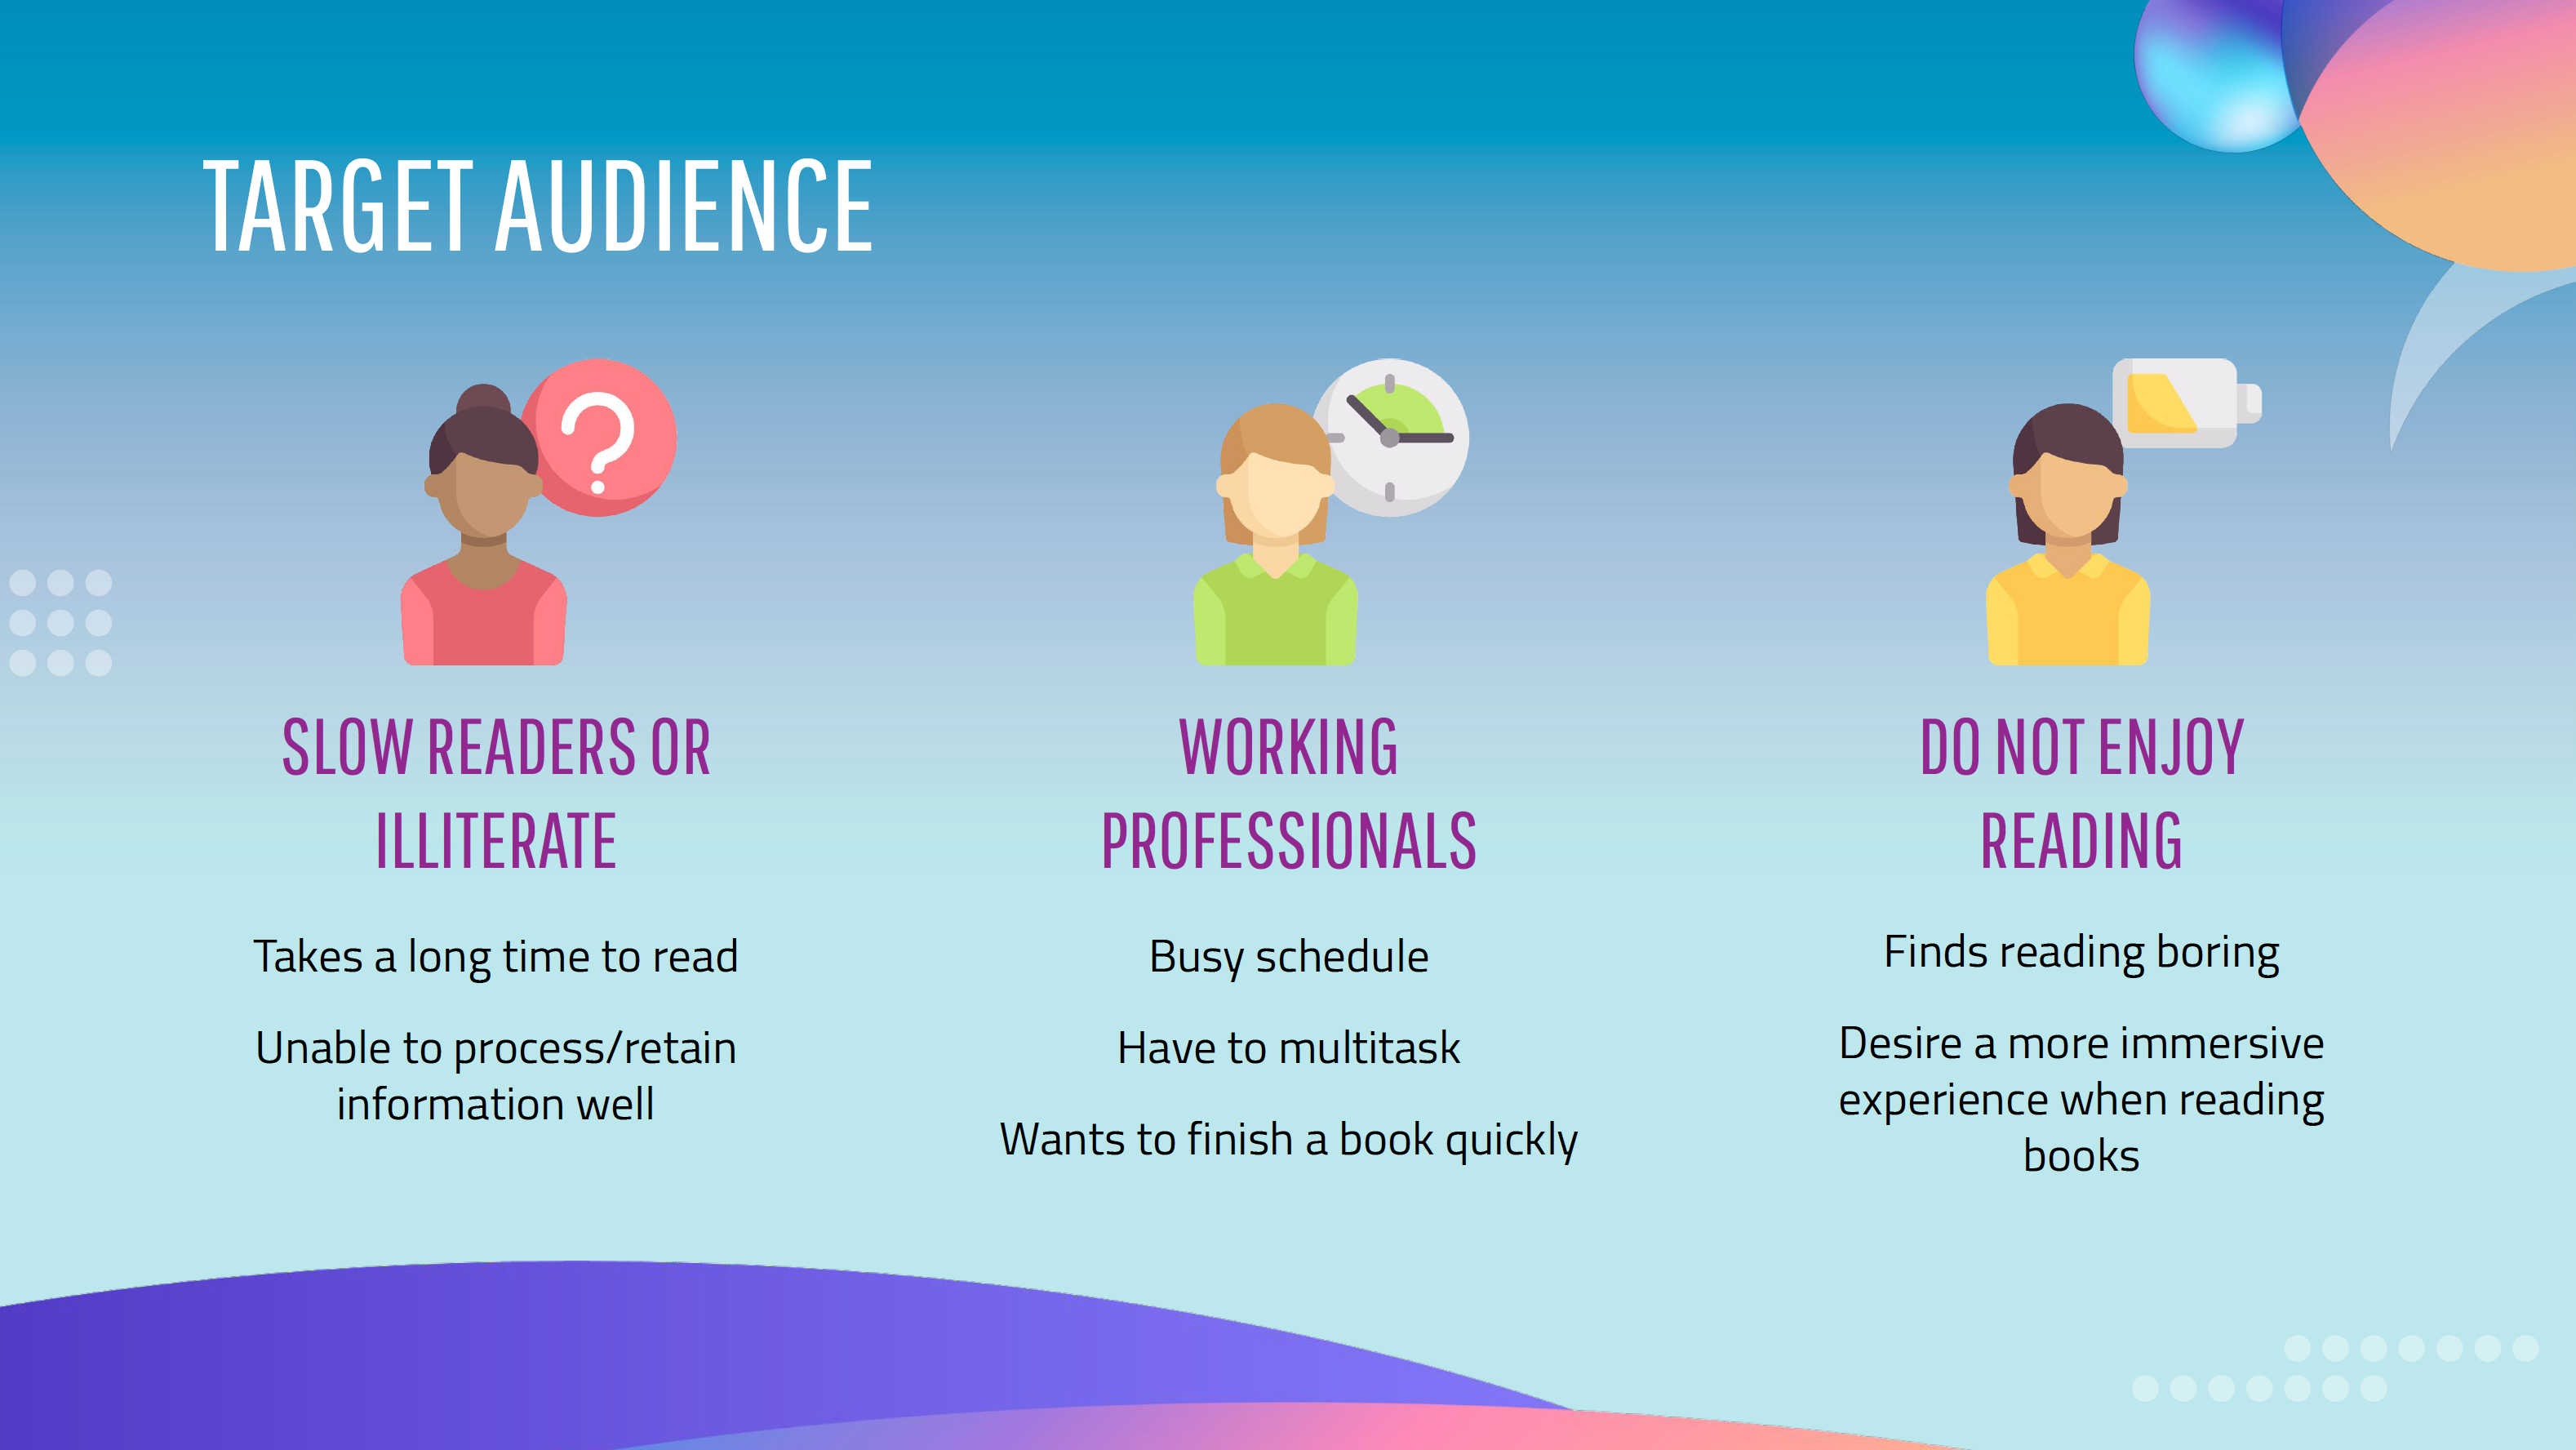 TARGET AUDIENCE
?
SLOW READERS OR
ILLITERATE
Takes a long time to read
Unable to process/retain
information well
WORKING
PROFESSIONALS
Busy schedule
Have to multitask
Wants to finish a book quickly
DO NOT ENJOY
READING
Finds reading boring
Desire a more immersive
experience when reading
books